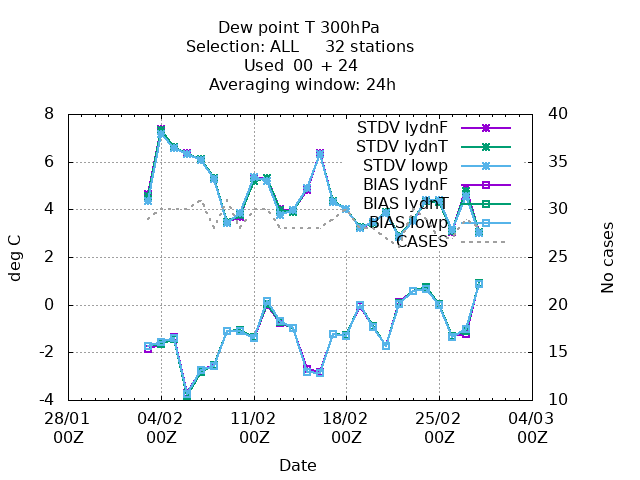 Dew point T 300hPa
Selection: ALL 32 stations
Used 00 + 24
Averaging window: 24h
8 40
STDV lydnF
STDV lydnT
6 35
STDV lowp
BIAS lydnF
BIAS lydnT
4 30
BIAS lowp
CASES
deg C
No cases
2 25
0 20
-2 15
-4 10
28/01 04/02 11/02 18/02 25/02 04/03
00Z 00Z 00Z 00Z 00Z 00Z
Date